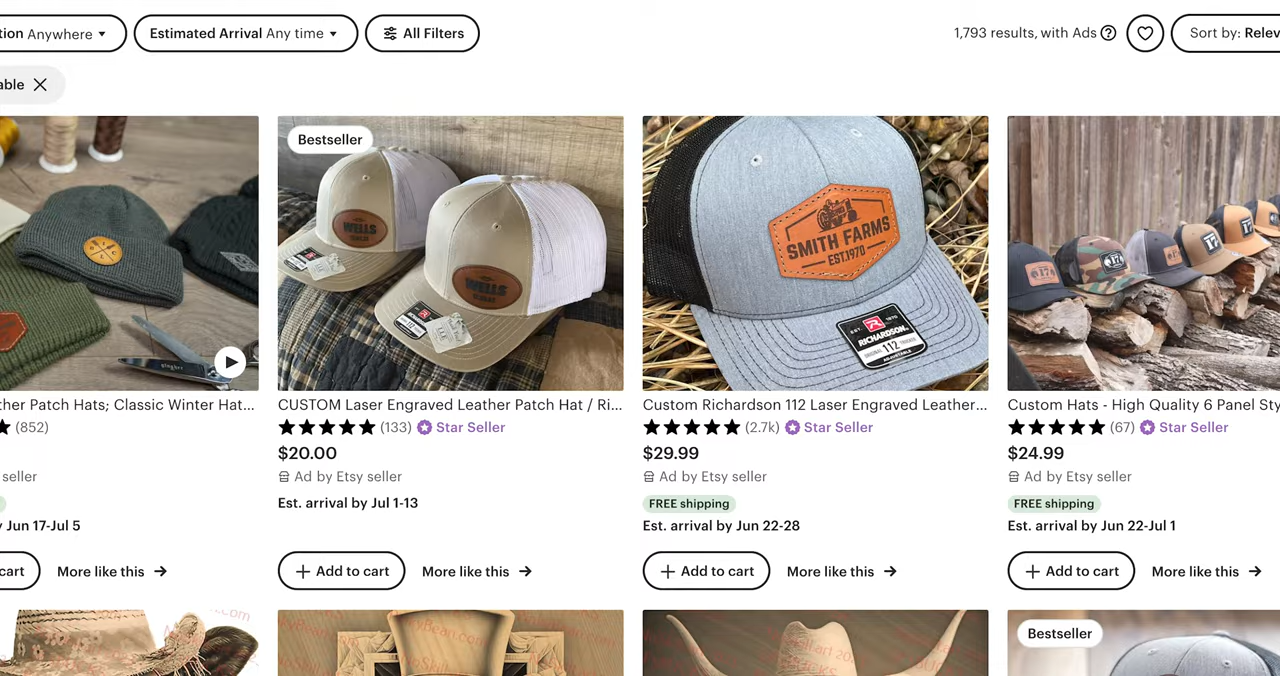 tion Anywhere
Estimated Arrival Any time
All Filters
1,793 results, with Ads
Sort by: Relev
able
Bestseller
WELLS
WELLS
SMITH FARMS
EST.1970
RICHARDSON
112
ADJUSTABLE
gingher
ther Patch Hats; Classic Winter Hat...
(852)
seller
y Jun 17-Jul 5
cart
More like this
CUSTOM Laser Engraved Leather Patch Hat / Ri...
(133) Star Seller
$20.00
Ad by Etsy seller
Est. arrival by Jul 1-13
Add to cart
More like this
Custom Richardson 112 Laser Engraved Leather...
(2.7k) Star Seller
$29.99
Ad by Etsy seller
FREE shipping
Est. arrival by Jun 22-28
Add to cart
More like this
Custom Hats - High Quality 6 Panel Sty
(67) Star Seller
$24.99
Ad by Etsy seller
FREE shipping
Est. arrival by Jun 22-Jul 1
Add to cart
More like this
Bestseller